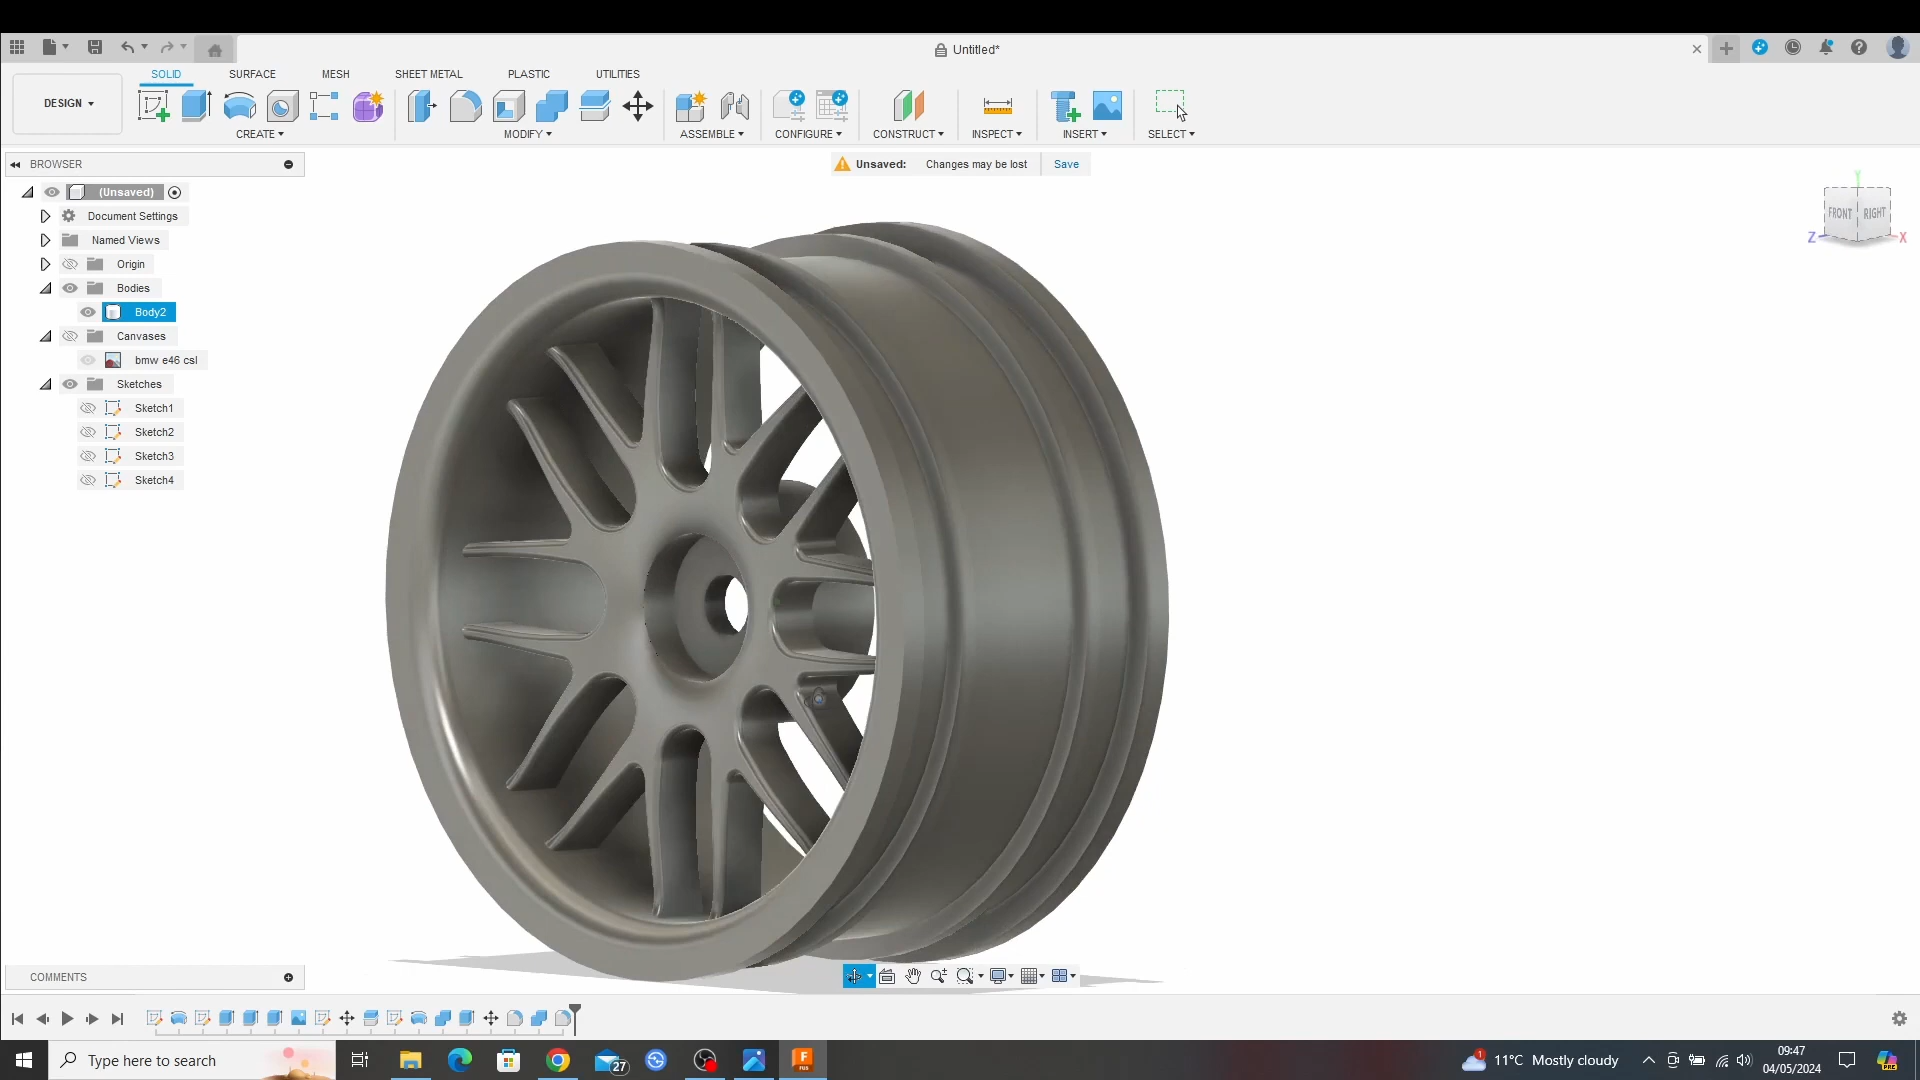 Untitled*
DESIGN
SOLID SURFACE MESH SHEET METAL PLASTIC UTILITIES
CREATE MODIFY ASSEMBLE CONFIGURE CONSTRUCT INSPECT INSERT SELECT
BROWSER
Unsaved: Changes may be lost Save
(Unsaved)
Document Settings
Named Views
Origin
Bodies
Body2
Canvases
bmw e46 csl
Sketches
Sketch1
Sketch2
Sketch3
Sketch4
Y
FRONT RIGHT
Z X
COMMENTS
Type here to search
27
F
FUS
1
11°C Mostly cloudy
09:47
04/05/2024
PRE